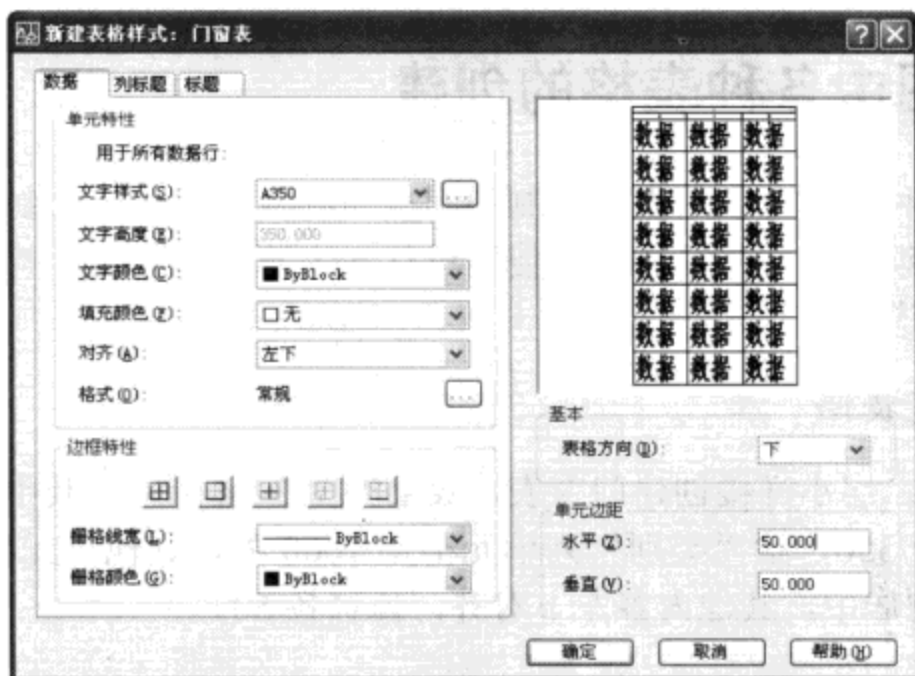 新建表格样式：门窗表
数据 列标题 标题
单元特性
用于所有数据行：
文字样式(S)： A350 ...
文字高度(E)： 350.000
文字颜色(C)： ByBlock
填充颜色(F)： 无
对齐(A)： 左下
格式(O)： 常规 ...
边框特性
栅格线宽(L)： ByBlock
栅格颜色(G)： ByBlock
数据 数据 数据
数据 数据 数据
数据 数据 数据
数据 数据 数据
数据 数据 数据
数据 数据 数据
数据 数据 数据
数据 数据 数据
基本
表格方向(D)： 下
单元边距
水平(Z)： 50.000
垂直(V)： 50.000
确定 取消 帮助(H)